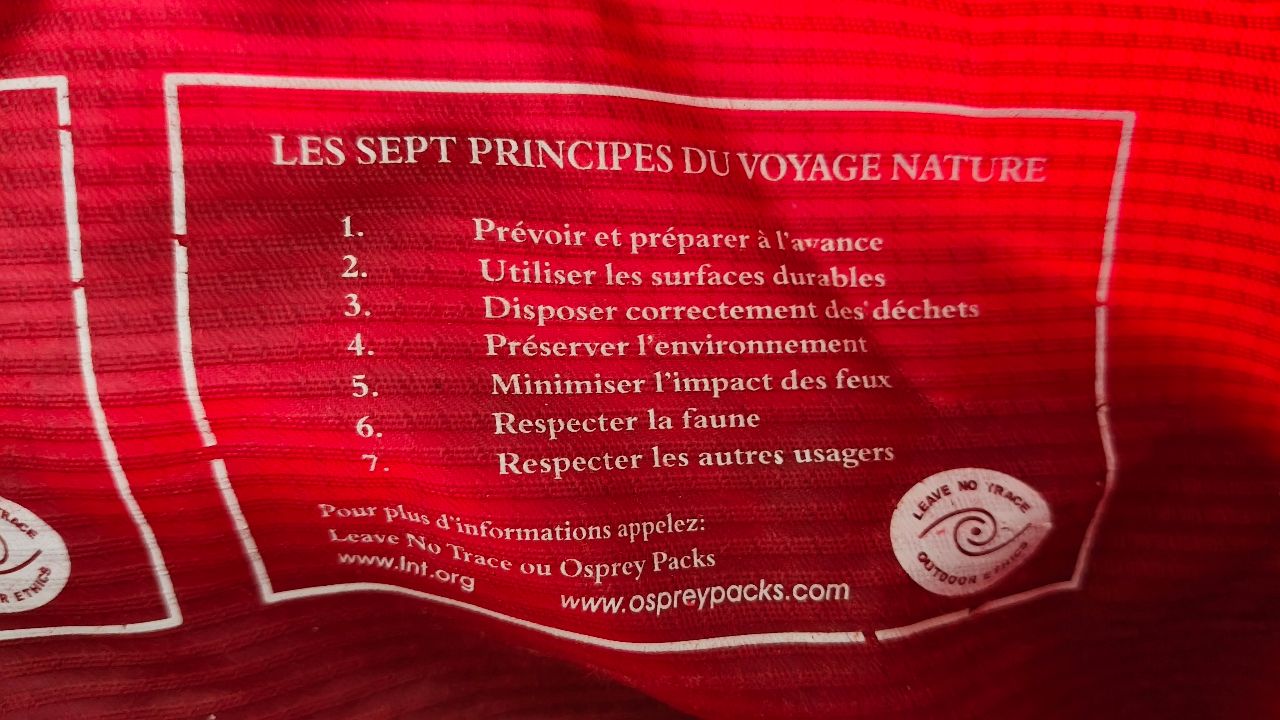 LES SEPT PRINCIPES DU VOYAGE NATURE
1. Prévoir et préparer à l'avance
2. Utiliser les surfaces durables
3. Disposer correctement des déchets
4. Préserver l'environnement
5. Minimiser l'impact des feux
6. Respecter la faune
7. Respecter les autres usagers
Pour plus d'informations appelez:
Leave No Trace ou Osprey Packs
www.lnt.org
www.ospreypacks.com
LEAVE NO TRACE
OUTDOOR ETHICS
TRACE
ETHICS